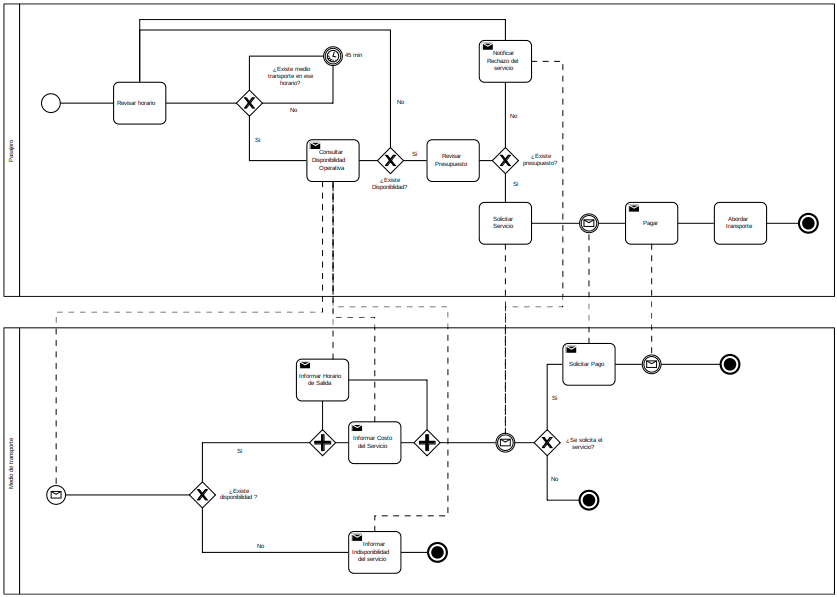 Pasajero
Revisar horario
¿Existe medio
transporte en ese
horario?
45 min
No
Si
Consultar
Disponibilidad
Operativa
No
¿Existe
Disponiblidad?
Si
Revisar
Presupuesto
Notificar
Rechazo del
servicio
No
¿Existe
presupuesto?
Si
Solicitar
Servicio
Pagar
Abordar
transporte
Medio de transporte
¿Existe
disponibilidad ?
Si
No
Informar Horario
de Salida
Informar Costo
del Servicio
Informar
Indisponibilidad
del servicio
¿Se solicita el
servicio?
Si
No
Solicitar Pago